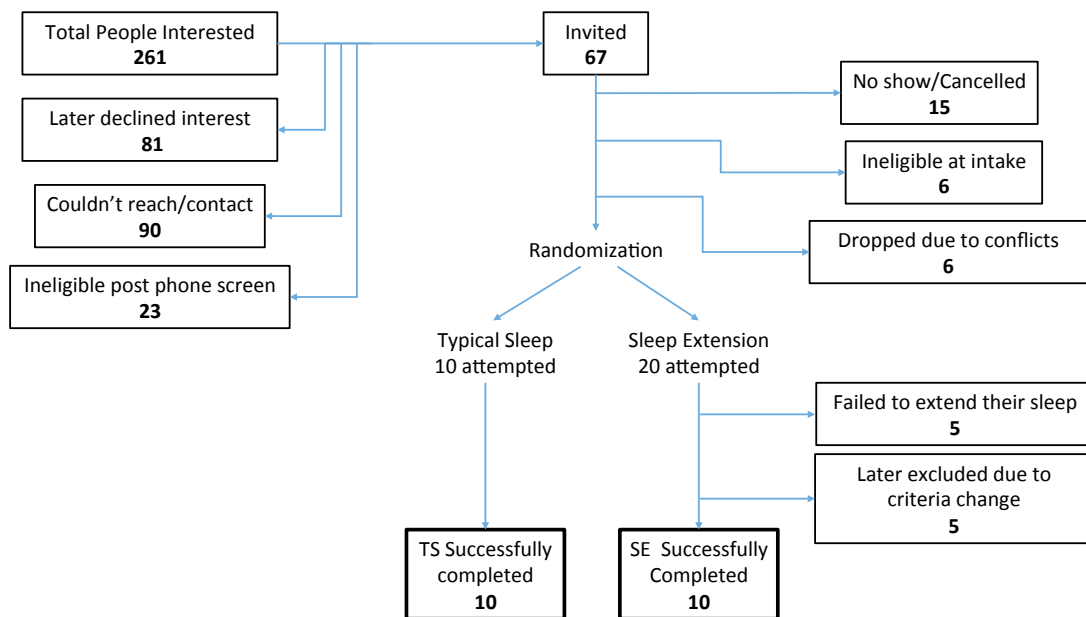 Total People Interested
261
Invited
67
No show/Cancelled
15
Later declined interest
81
Ineligible at intake
6
Couldn’t reach/contact
90
Dropped due to conflicts
6
Randomization
Ineligible post phone screen
23
Typical Sleep
10 attempted
Sleep Extension
20 attempted
Failed to extend their sleep
5
Later excluded due to
criteria change
5
TS Successfully
completed
10
SE Successfully
Completed
10